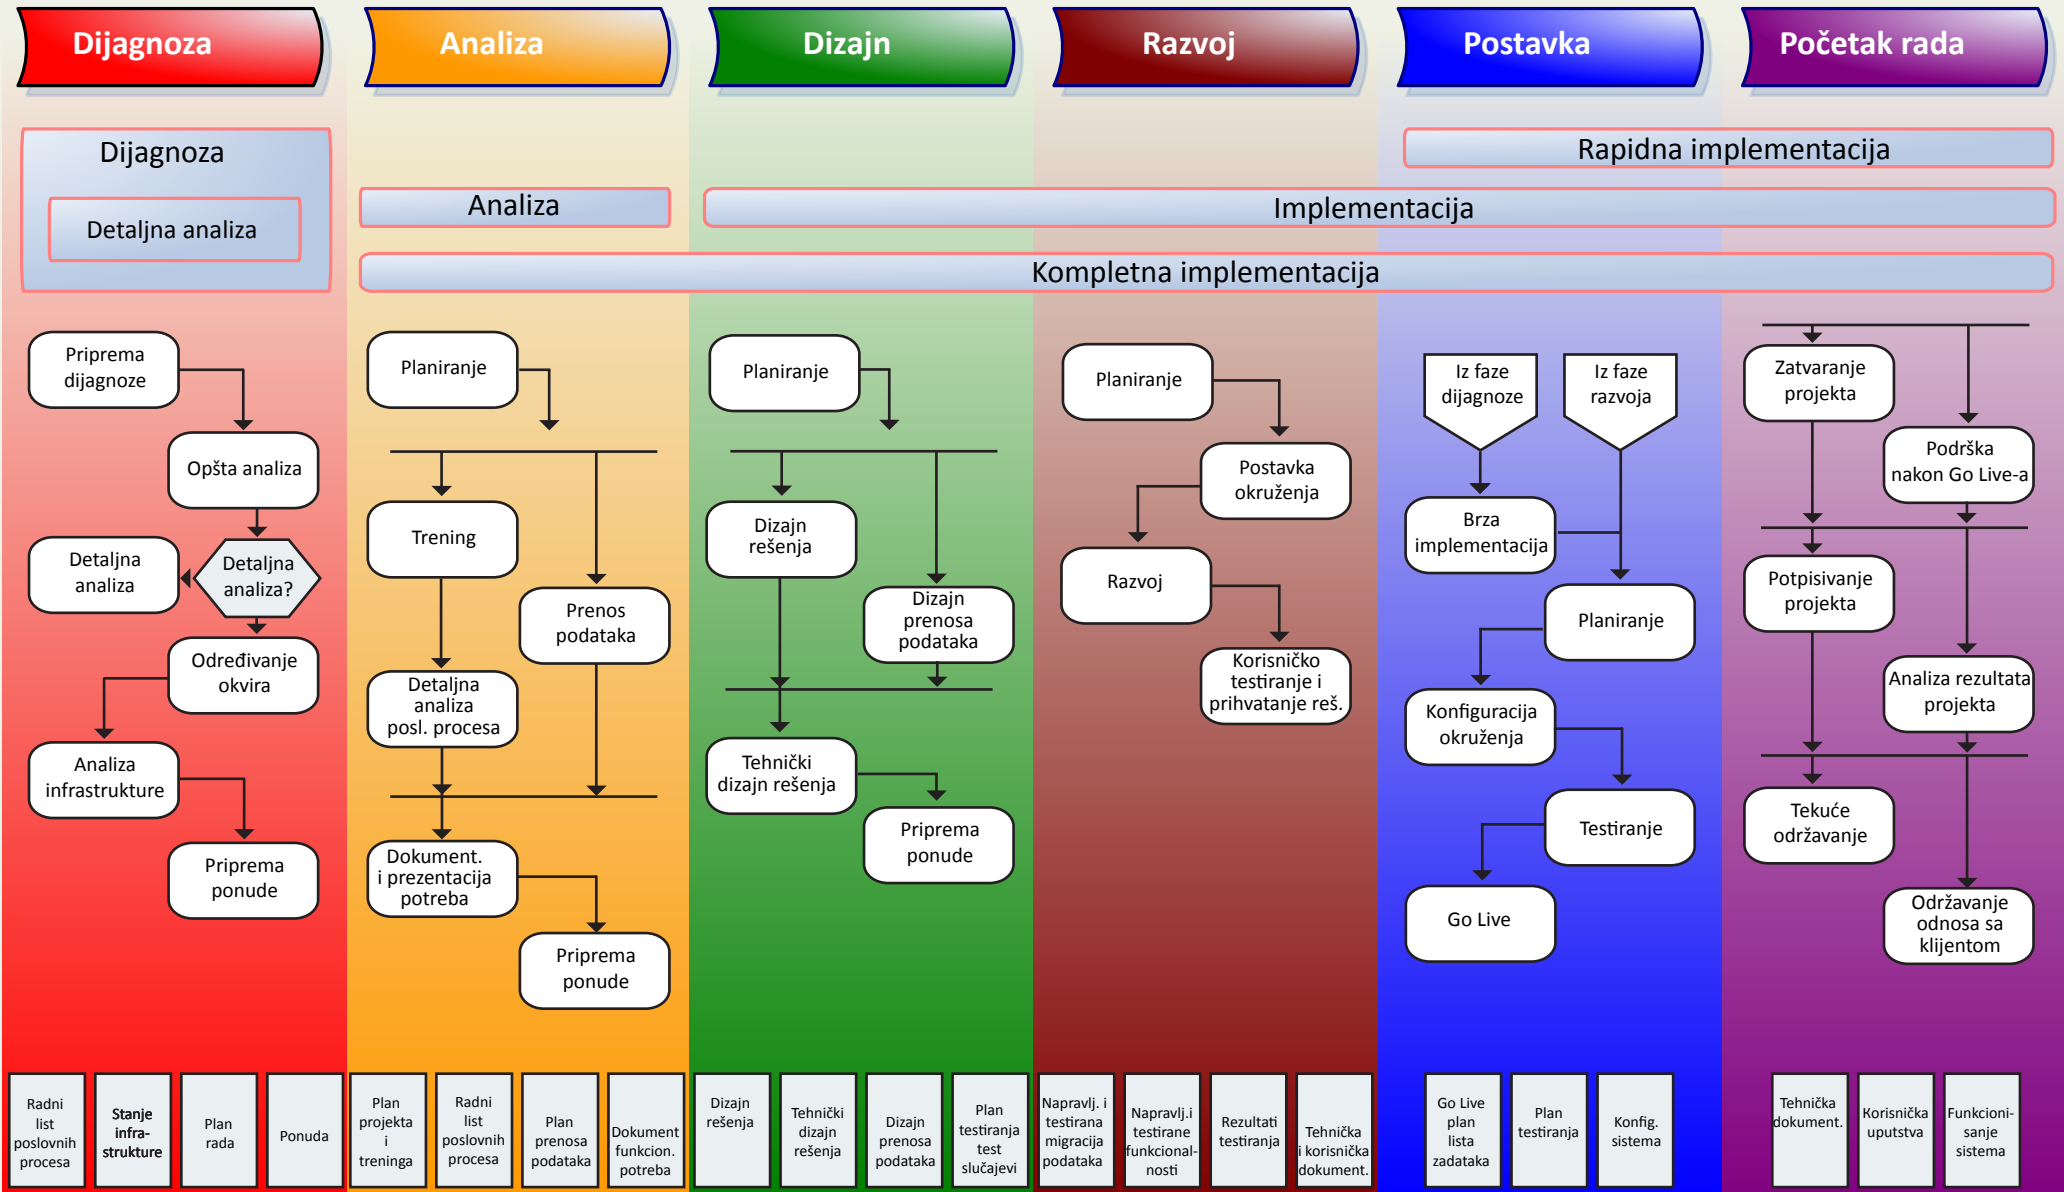 Dijagnoza
Analiza
Dizajn
Razvoj
Postavka
Početak rada
Dijagnoza
Detaljna analiza
Rapidna implementacija
Analiza
Implementacija
Kompletna implementacija
Priprema
dijagnoze
Opšta analiza
Detaljna
analiza
Detaljna
analiza?
Određivanje
okvira
Analiza
infrastrukture
Priprema
ponude
Planiranje
Trening
Prenos
podataka
Detaljna
analiza
posl. procesa
Dokument.
i prezentacija
potreba
Priprema
ponude
Planiranje
Dizajn
rešenja
Dizajn
prenosa
podataka
Tehnički
dizajn rešenja
Priprema
ponude
Planiranje
Postavka
okruženja
Razvoj
Korisničko
testiranje i
prihvatanje reš.
Iz faze
dijagnoze
Iz faze
razvoja
Brza
implementacija
Planiranje
Konfiguracija
okruženja
Testiranje
Go Live
Zatvaranje
projekta
Podrška
nakon Go Live-a
Potpisivanje
projekta
Analiza rezultata
projekta
Tekuće
održavanje
Održavanje
odnosa sa
klijentom
Radni
list
poslovnih
procesa
Stanje
infra-
strukture
Plan
rada
Ponuda
Plan
projekta
i
treninga
Radni
list
poslovnih
procesa
Plan
prenosa
podataka
Dokument
funkcion.
potreba
Dizajn
rešenja
Tehnički
dizajn
rešenja
Dizajn
prenosa
podataka
Plan
testiranja
test
slučajevi
Napravlj. i
testirana
migracija
podataka
Napravlj.i
testirane
funkcional-
nosti
Rezultati
testiranja
Tehnička
i korisnička
dokument.
Go Live
plan
lista
zadataka
Plan
testiranja
Konfig.
sistema
Tehnička
dokument.
Korisnička
uputstva
Funkcioni-
sanje
sistema